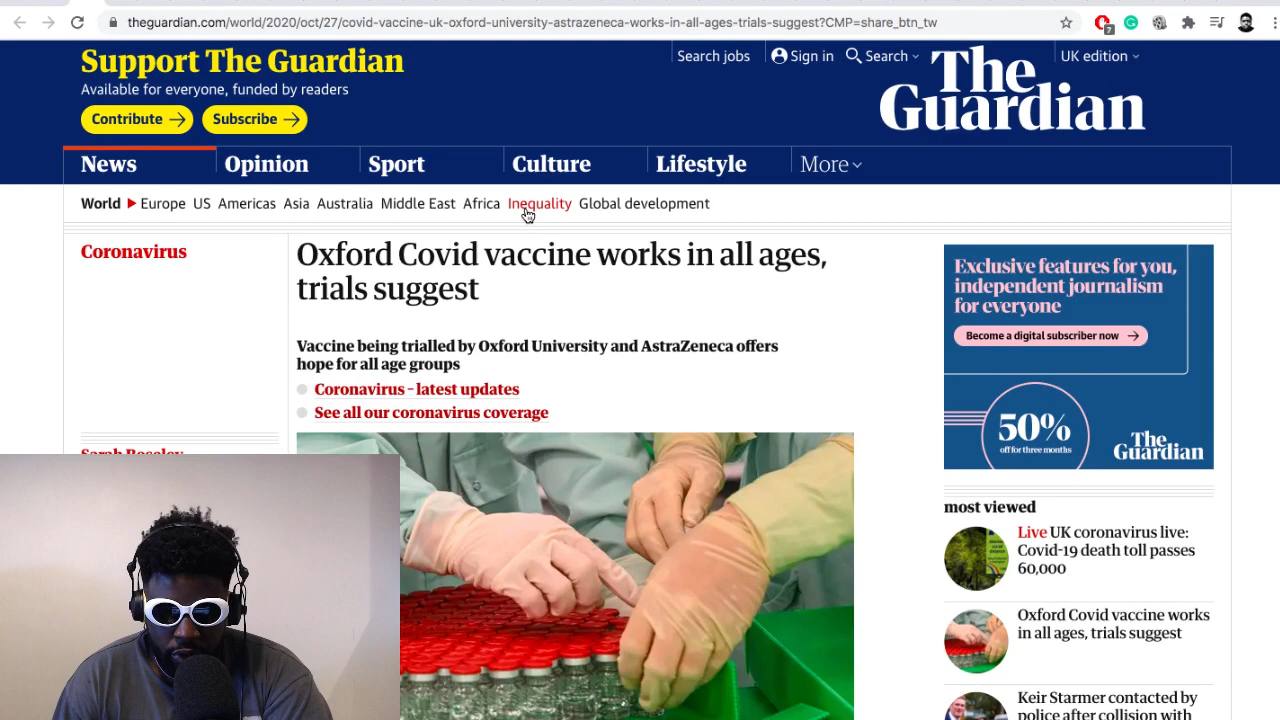 theguardian.com/world/2020/oct/27/covid-vaccine-uk-oxford-university-astrazeneca-works-in-all-ages-trials-suggest?CMP=share_btn_tw
7
Support The Guardian
Available for everyone, funded by readers
Contribute
Subscribe
Search jobs
Sign in
Search
UK edition
The
Guardian
News
Opinion
Sport
Culture
Lifestyle
More
World
Europe
US
Americas
Asia
Australia
Middle East
Africa
Inequality
Global development
Coronavirus
Oxford Covid vaccine works in all ages,
trials suggest
Vaccine being trialled by Oxford University and AstraZeneca offers
hope for all age groups
Coronavirus – latest updates
See all our coronavirus coverage
Exclusive features for you,
independent journalism
for everyone
Become a digital subscriber now
50%
off for three months
The
Guardian
most viewed
Live UK coronavirus live:
Covid-19 death toll passes
60,000
Oxford Covid vaccine works
in all ages, trials suggest
Keir Starmer contacted by
police after collision with